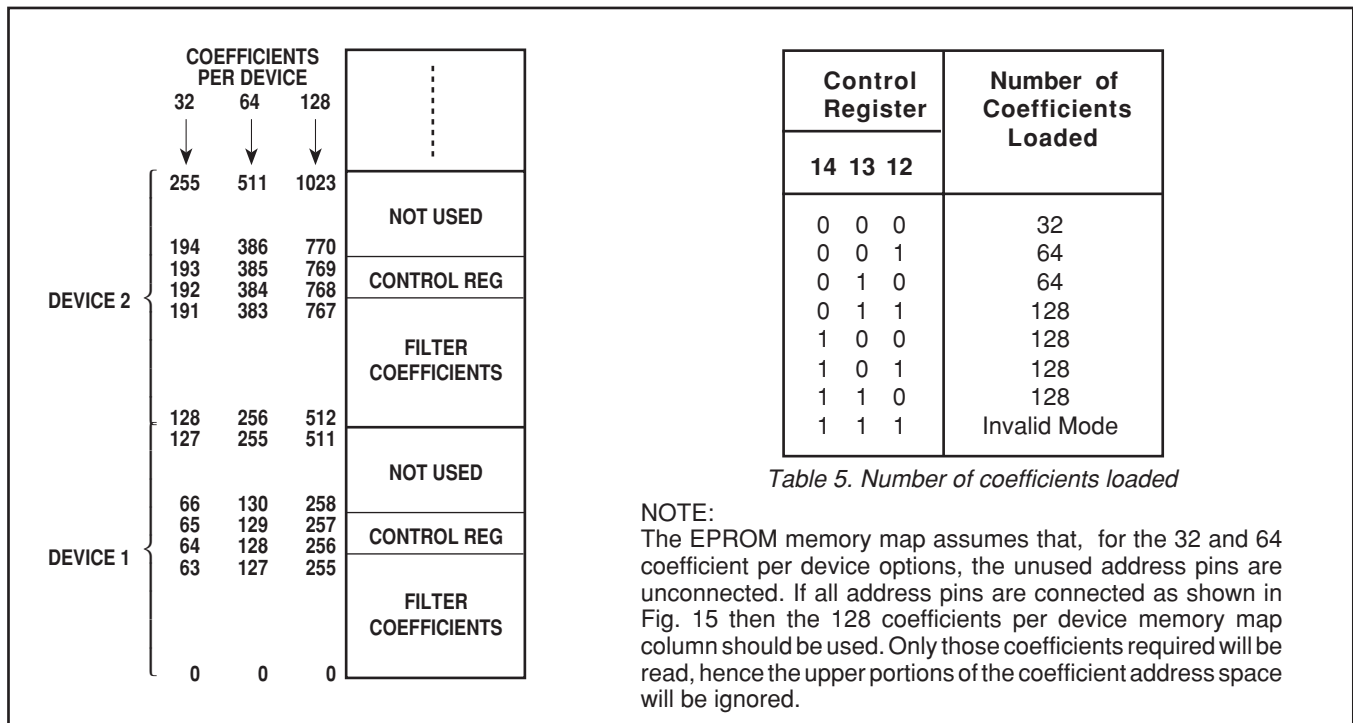 COEFFICIENTS
PER DEVICE
32 64 128
255 511 1023
NOT USED
194 386 770
193 385 769
CONTROL REG
192 384 768
DEVICE 2
191 383 767
FILTER
COEFFICIENTS
128 256 512
127 255 511
NOT USED
66 130 258
65 129 257
CONTROL REG
64 128 256
DEVICE 1
63 127 255
FILTER
COEFFICIENTS
0 0 0
Control
Register
Number of
Coefficients
Loaded
14 13 12
0 0 0 32
0 0 1 64
0 1 0 64
0 1 1 128
1 0 0 128
1 0 1 128
1 1 0 128
1 1 1 Invalid Mode
Table 5. Number of coefficients loaded
NOTE:
The EPROM memory map assumes that, for the 32 and 64
coefficient per device options, the unused address pins are
unconnected. If all address pins are connected as shown in
Fig. 15 then the 128 coefficients per device memory map
column should be used. Only those coefficients required will be
read, hence the upper portions of the coefficient address space
will be ignored.